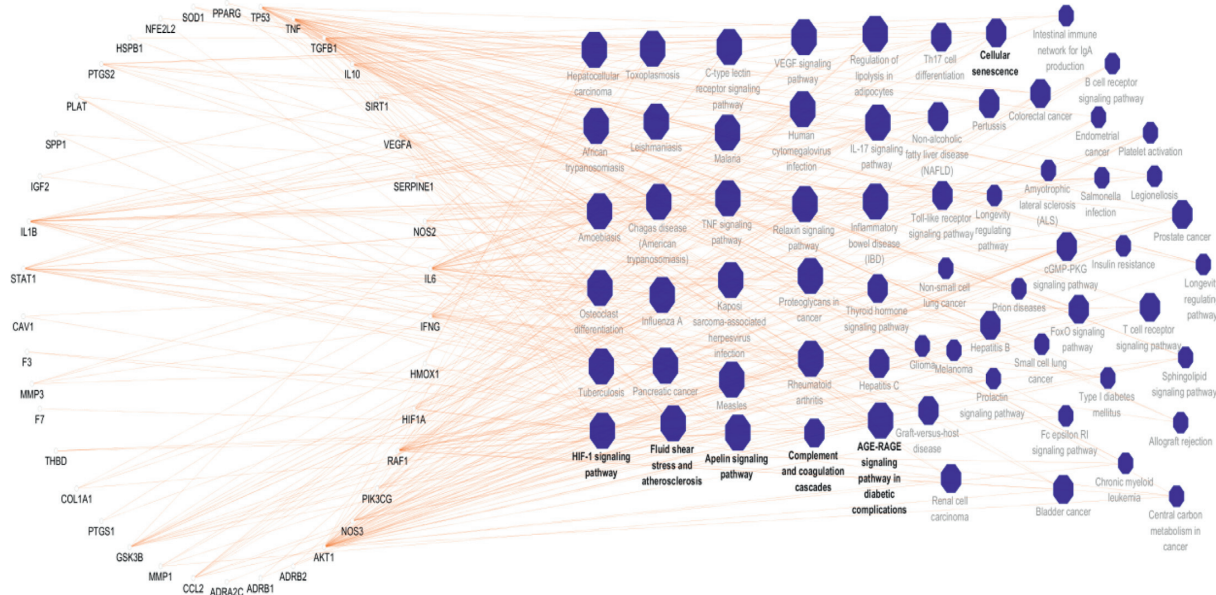 PPARG
SOD1
TP53
NFE2L2
TNF
HSPB1
TGFB1
PTGS2
IL10
PLAT
SIRT1
SPP1
VEGFA
IGF2
SERPINE1
IL1B
NOS2
STAT1
IL6
CAV1
IFNG
F3
HMOX1
MMP3
F7
HIF1A
THBD
RAF1
COL1A1
PIK3CG
PTGS1
NOS3
GSK3B
AKT1
MMP1
ADRB2
CCL2
ADRA2C
ADRB1
Hepatocellular
carcinoma
Toxoplasmosis
C-type lectin
receptor signaling
pathway
VEGF signaling
pathway
Regulation of
lipolysis in
adipocytes
Th17 cell
differentiation
Cellular
senescence
Intestinal immune
network for IgA
production
B cell receptor
signaling pathway
African
trypanosomiasis
Leishmaniasis
Malaria
Human
cytomegalovirus
infection
IL-17 signaling
pathway
Non-alcoholic
fatty liver disease
(NAFLD)
Pertussis
Colorectal cancer
Endometrial
cancer
Platelet activation
Amoebiasis
Chagas disease
(American
trypanosomiasis)
TNF signaling
pathway
Relaxin signaling
pathway
Inflammatory
bowel disease
(IBD)
Toll-like receptor
signaling pathway
Longevity
regulating
pathway
Amyotrophic
lateral sclerosis
(ALS)
Salmonella
infection
Legionellosis
Prostate cancer
Osteoclast
differentiation
Influenza A
Kaposi
sarcoma-associated
herpesvirus
infection
Proteoglycans in
cancer
Thyroid hormone
signaling pathway
Non-small cell
lung cancer
Prion diseases
cGMP-PKG
signaling pathway
Insulin resistance
Longevity
regulating
pathway
Tuberculosis
Pancreatic cancer
Measles
Rheumatoid
arthritis
Hepatitis C
Glioma
Melanoma
Hepatitis B
Small cell lung
cancer
FoxO signaling
pathway
T cell receptor
signaling pathway
Prolactin
signaling pathway
Type I diabetes
mellitus
Sphingolipid
signaling pathway
HIF-1 signaling
pathway
Fluid shear
stress and
atherosclerosis
Apelin signaling
pathway
Complement
and coagulation
cascades
AGE-RAGE
signaling
pathway in
diabetic
complications
Graft-versus-host
disease
Fc epsilon RI
signaling pathway
Allograft rejection
Renal cell
carcinoma
Bladder cancer
Chronic myeloid
leukemia
Central carbon
metabolism in
cancer